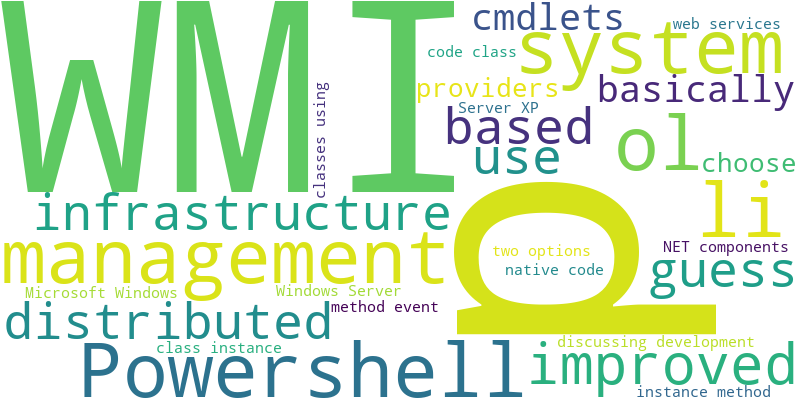 WMI
cmdlets
web services
code class
system
providers
basically
Server XP
classes using
based
use
ol
choose
infrastructure
li
management
p
two options
NET components
native code
guess
Microsoft Windows
Windows Server
distributed
method event
class instance
discussing development
Powershell
improved
instance method